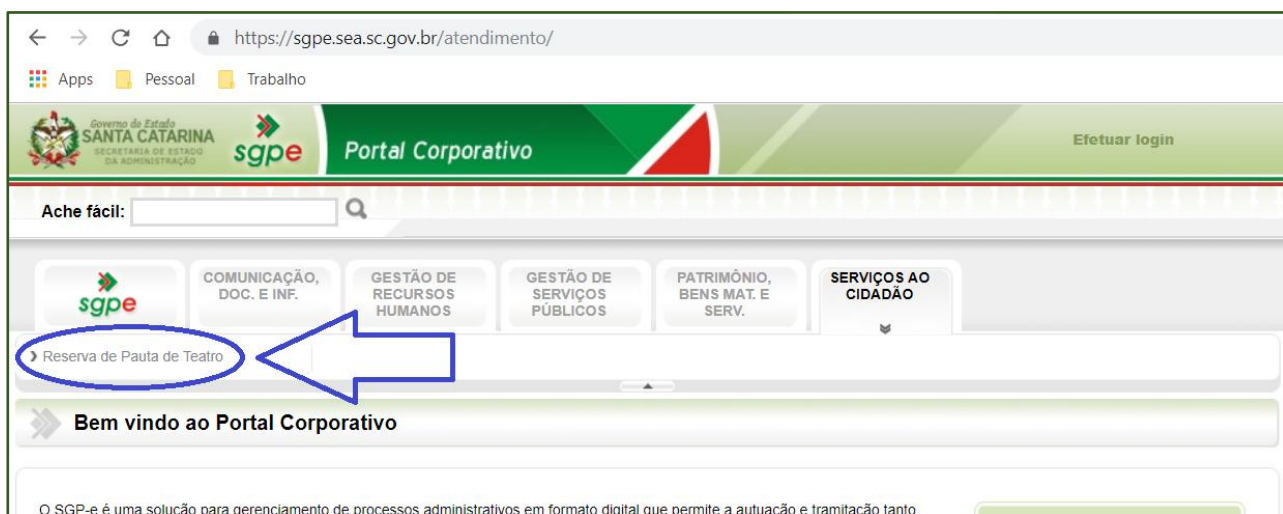 https://sgpe.sea.sc.gov.br/atendimento/
Apps Pessoal Trabalho
Governo do Estado
SANTA CATARINA
SECRETARIA DE ESTADO
DA ADMINISTRAÇÃO
sgpe
Portal Corporativo
Efetuar login
Ache fácil:
sgpe
COMUNICAÇÃO,
DOC. E INF.
GESTÃO DE
RECURSOS
HUMANOS
GESTÃO DE
SERVIÇOS
PÚBLICOS
PATRIMÔNIO,
BENS MAT. E
SERV.
SERVIÇOS AO
CIDADÃO
Reserva de Pauta de Teatro
Bem vindo ao Portal Corporativo
O SGP-e é uma solução para gerenciamento de processos administrativos em formato digital que permite a autuação e tramitação tanto